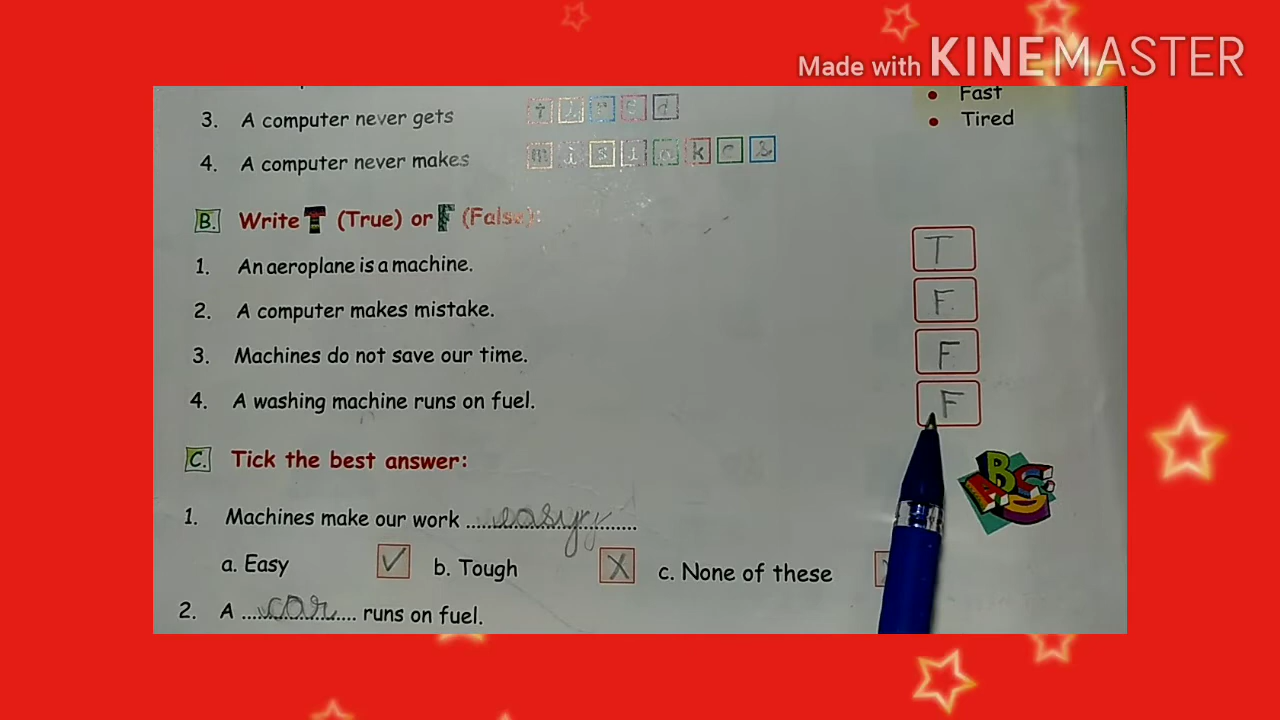 Made with KINEMASTER
Fast
3. A computer never gets tired
Tired
4. A computer never makes mistakes
B. Write T (True) or F (False):
1. An aeroplane is a machine. T
2. A computer makes mistake. F
3. Machines do not save our time. F
4. A washing machine runs on fuel. F
C. Tick the best answer:
1. Machines make our work easy
a. Easy ✓ b. Tough X c. None of these
2. A car runs on fuel.